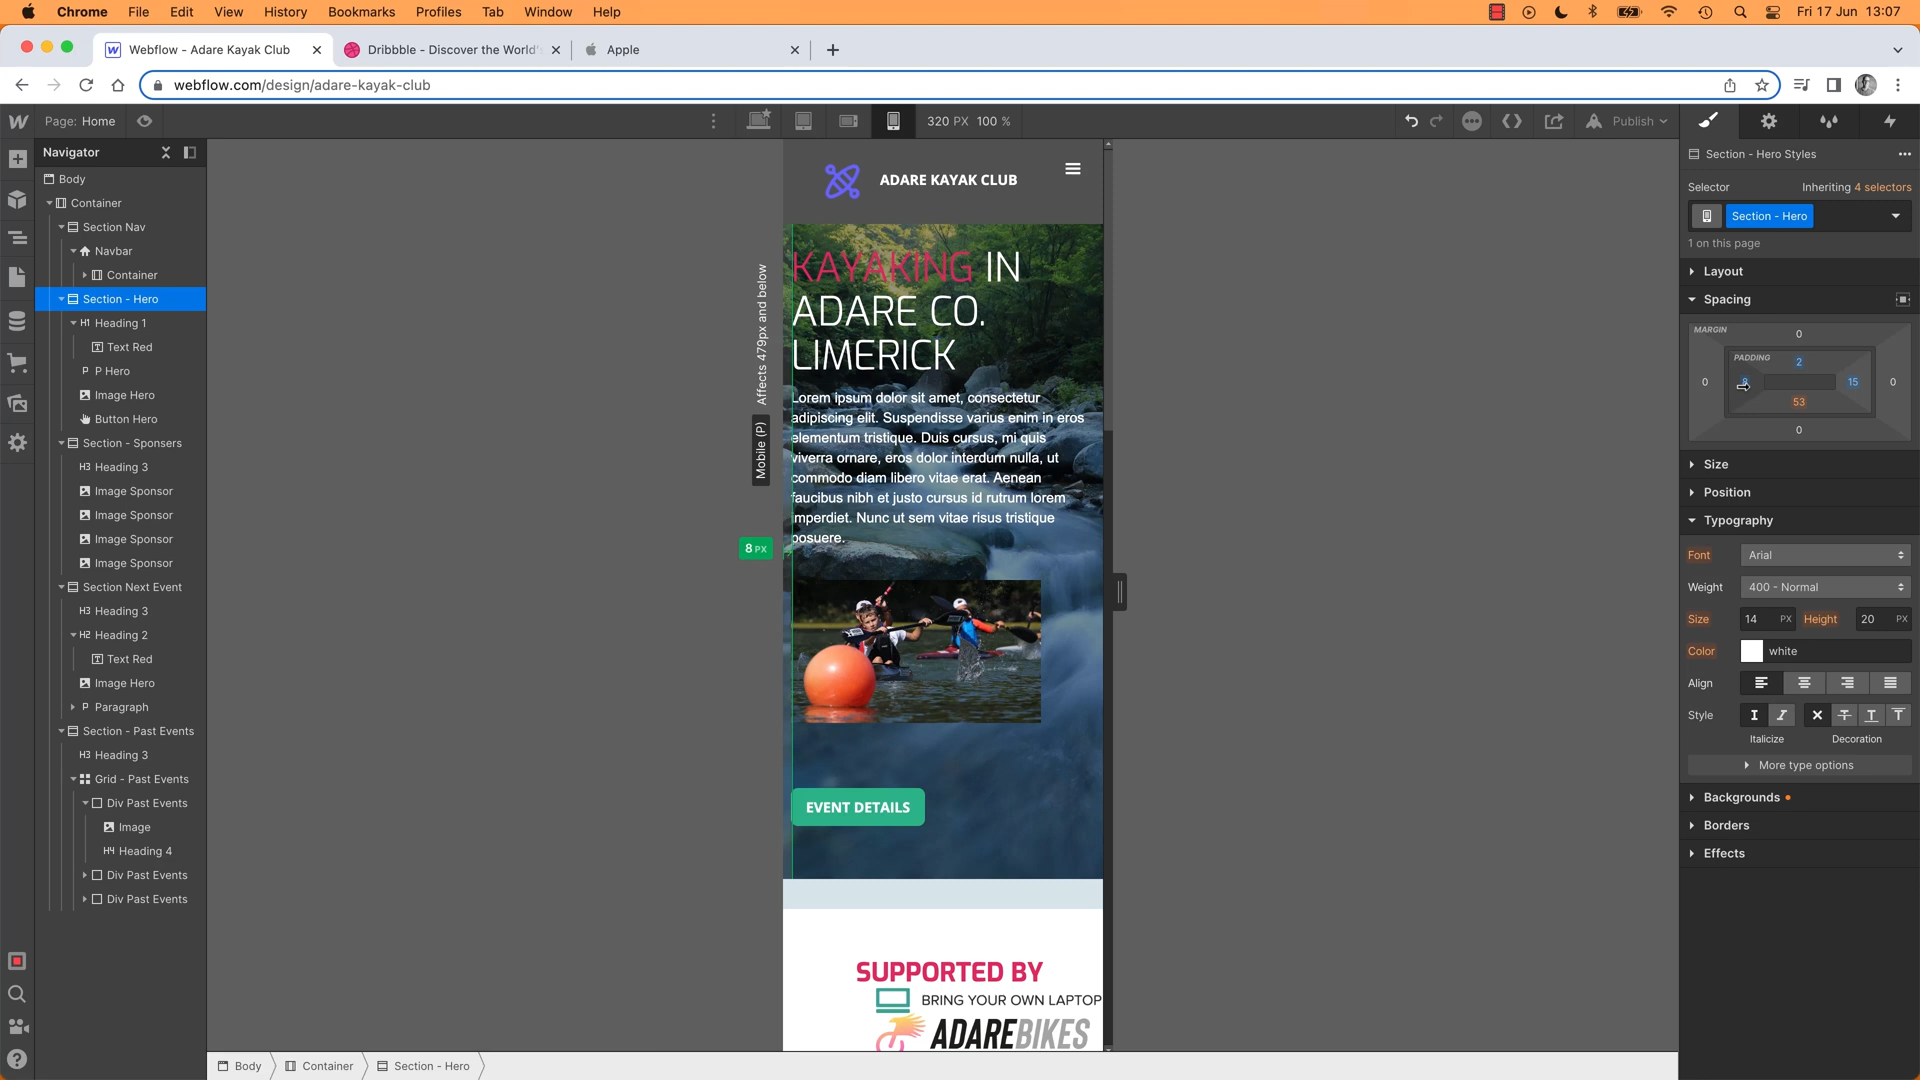 Chrome File Edit View History Bookmarks Profiles Tab Window Help Fri 17 Jun 13:07
W Webflow - Adare Kayak Club Dribbble - Discover the World' Apple
webflow.com/design/adare-kayak-club
Page: Home 320 PX 100 % Publish
Navigator
Body
Container
Section Nav
Navbar
Container
Section - Hero
H1 Heading 1
Text Red
P P Hero
Image Hero
Button Hero
Section - Sponsers
H3 Heading 3
Image Sponsor
Image Sponsor
Image Sponsor
Image Sponsor
Section Next Event
H3 Heading 3
H2 Heading 2
Text Red
Image Hero
P Paragraph
Section - Past Events
H3 Heading 3
Grid - Past Events
Div Past Events
Image
H4 Heading 4
Div Past Events
Div Past Events
Affects 479px and below
Mobile (P)
8 PX
ADARE KAYAK CLUB
KAYAKING IN
ADARE CO.
LIMERICK
Lorem ipsum dolor sit amet, consectetur
adipiscing elit. Suspendisse varius enim in eros
elementum tristique. Duis cursus, mi quis
viverra ornare, eros dolor interdum nulla, ut
commodo diam libero vitae erat. Aenean
faucibus nibh et justo cursus id rutrum lorem
imperdiet. Nunc ut sem vitae risus tristique
posuere.
EVENT DETAILS
SUPPORTED BY
BRING YOUR OWN LAPTOP
ADAREBIKES
Body Container Section - Hero
Section - Hero Styles
Selector Inheriting 4 selectors
Section - Hero
1 on this page
Layout
Spacing
MARGIN
0
PADDING
2
0 8 15 0
53
0
Size
Position
Typography
Font Arial
Weight 400 - Normal
Size 14 PX Height 20 PX
Color white
Align
Style
Italicize Decoration
More type options
Backgrounds
Borders
Effects